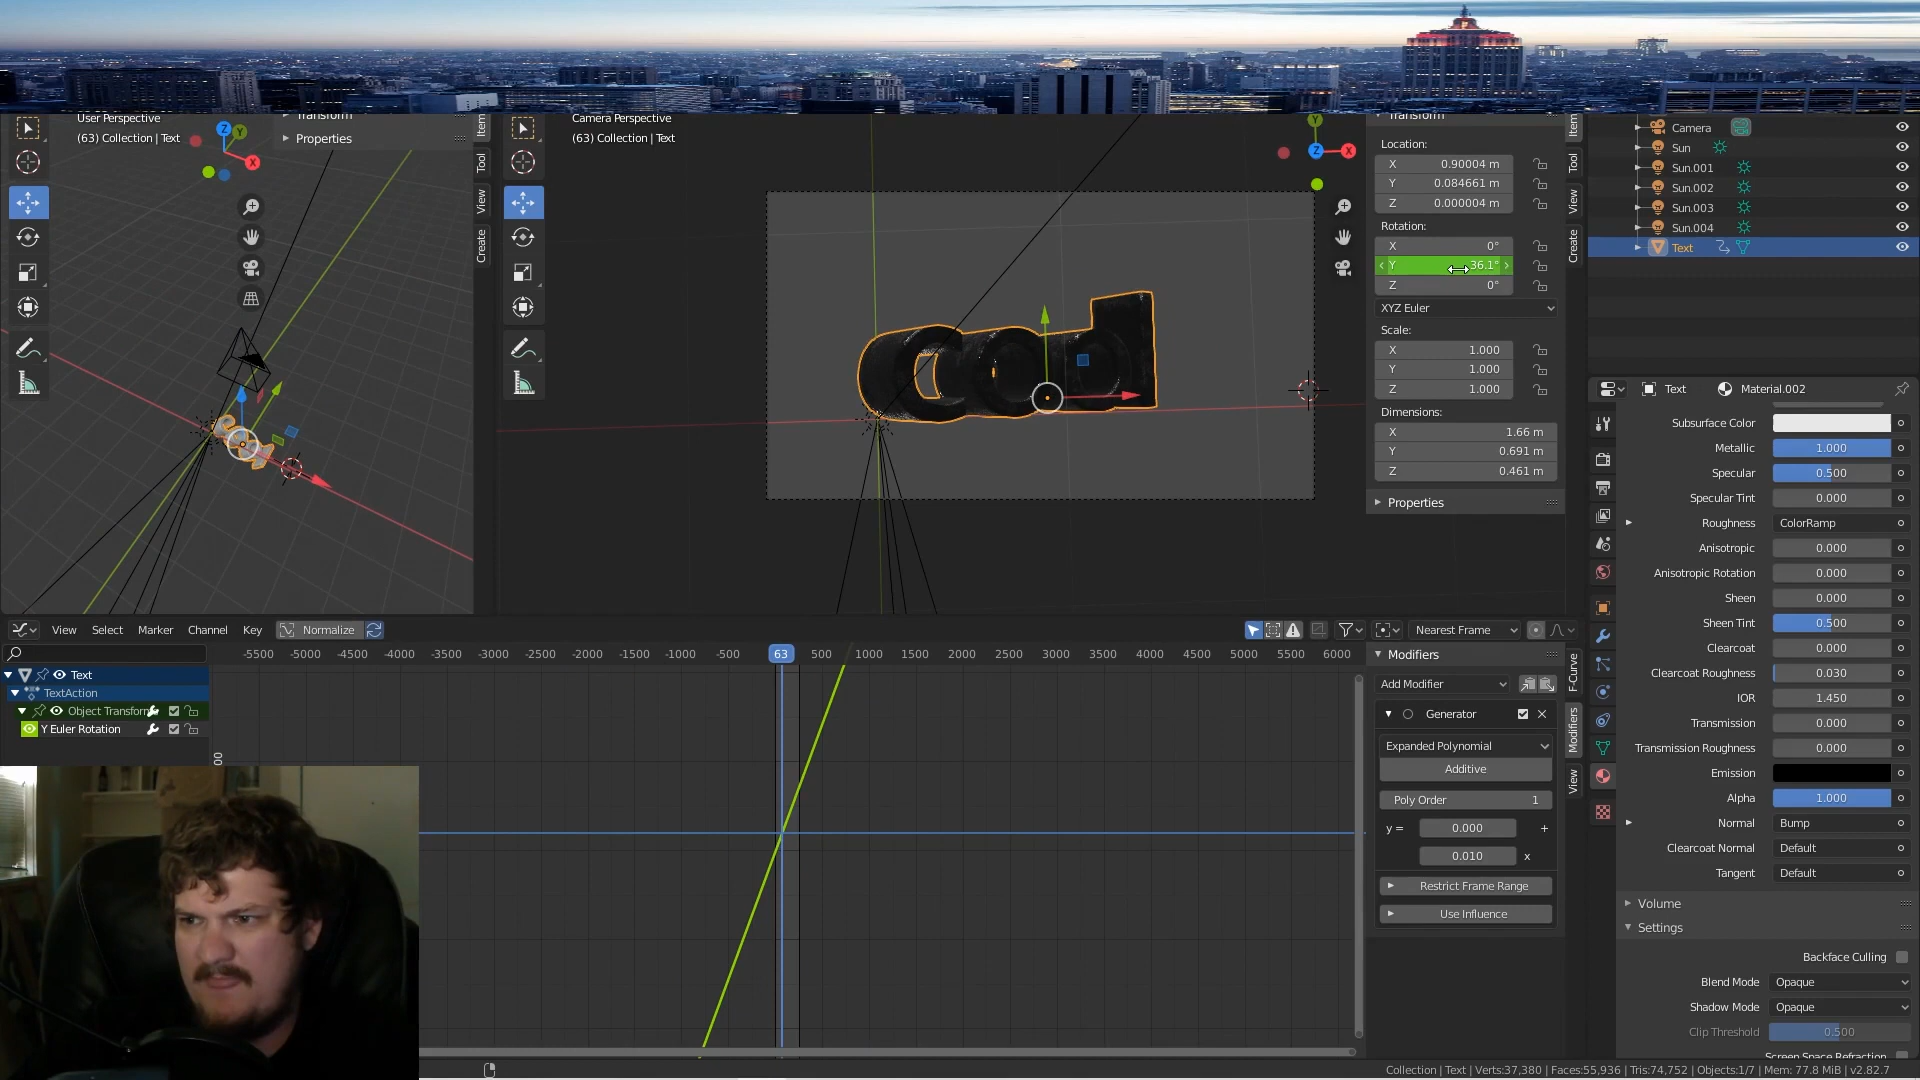 User Perspective
(63) Collection | Text
Transform
Properties
Item
Tool
View
Create
Camera Perspective
(63) Collection | Text
Z
Y
X
Y
Z
X
Transform
Location:
X 0.90004 m
Y 0.084661 m
Z 0.000004 m
Rotation:
X 0°
Y 36.1°
Z 0°
XYZ Euler
Scale:
X 1.000
Y 1.000
Z 1.000
Dimensions:
X 1.66 m
Y 0.691 m
Z 0.461 m
Properties
Item
Tool
View
Create
cool
Camera
Sun
Sun.001
Sun.002
Sun.003
Sun.004
Text
Text
Material.002
Subsurface Color
Metallic 1.000
Specular 0.500
Specular Tint 0.000
Roughness ColorRamp
Anisotropic 0.000
Anisotropic Rotation 0.000
Sheen 0.000
Sheen Tint 0.500
Clearcoat 0.000
Clearcoat Roughness 0.030
IOR 1.450
Transmission 0.000
Transmission Roughness 0.000
Emission
Alpha 1.000
Normal Bump
Clearcoat Normal Default
Tangent Default
Volume
Settings
Backface Culling
Blend Mode Opaque
Shadow Mode Opaque
Clip Threshold 0.500
Screen Space Refraction
View Select Marker Channel Key Normalize
Nearest Frame
-5500 -5000 -4500 -4000 -3500 -3000 -2500 -2000 -1500 -1000 -500 63 500 1000 1500 2000 2500 3000 3500 4000 4500 5000 5500 6000
Text
TextAction
Object Transform
Y Euler Rotation
Modifiers
Add Modifier
Generator
Expanded Polynomial
Additive
Poly Order 1
y = 0.000 +
0.010 x
Restrict Frame Range
Use Influence
F-Curve
Modifiers
View
Collection | Text | Verts:37,380 | Faces:55,936 | Tris:74,752 | Objects:1/7 | Mem: 77.8 MiB | v2.82.7